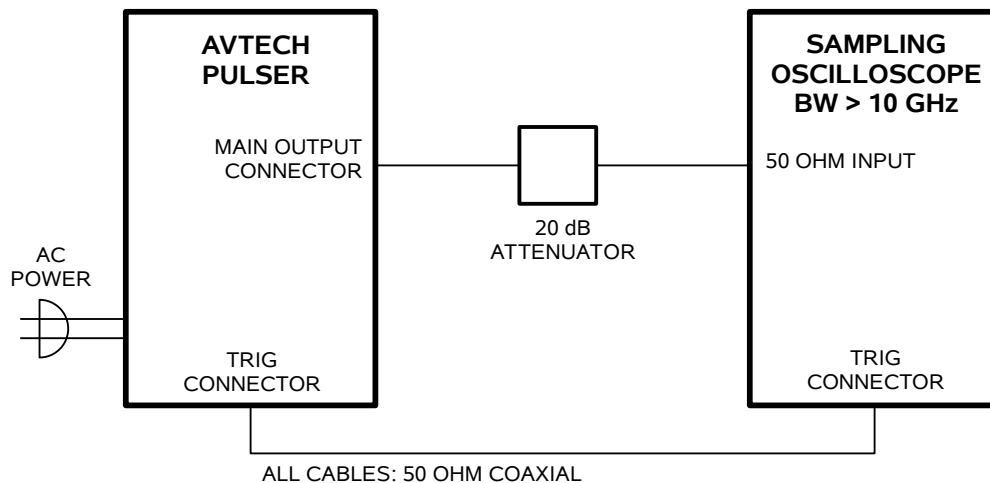 AVTECH
PULSER
MAIN OUTPUT
CONNECTOR
AC
POWER
TRIG
CONNECTOR
20 dB
ATTENUATOR
SAMPLING
OSCILLOSCOPE
BW > 10 GHz
50 OHM INPUT
TRIG
CONNECTOR
ALL CABLES: 50 OHM COAXIAL